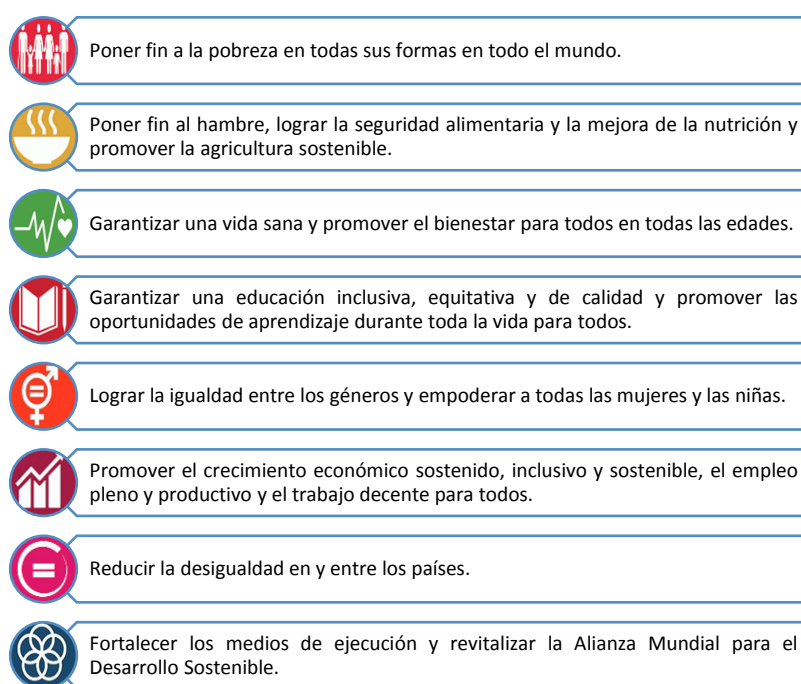 Poner fin a la pobreza en todas sus formas en todo el mundo.
Poner fin al hambre, lograr la seguridad alimentaria y la mejora de la nutrición y
promover la agricultura sostenible.
Garantizar una vida sana y promover el bienestar para todos en todas las edades.
Garantizar una educación inclusiva, equitativa y de calidad y promover las
oportunidades de aprendizaje durante toda la vida para todos.
Lograr la igualdad entre los géneros y empoderar a todas las mujeres y las niñas.
Promover el crecimiento económico sostenido, inclusivo y sostenible, el empleo
pleno y productivo y el trabajo decente para todos.
Reducir la desigualdad en y entre los países.
Fortalecer los medios de ejecución y revitalizar la Alianza Mundial para el
Desarrollo Sostenible.